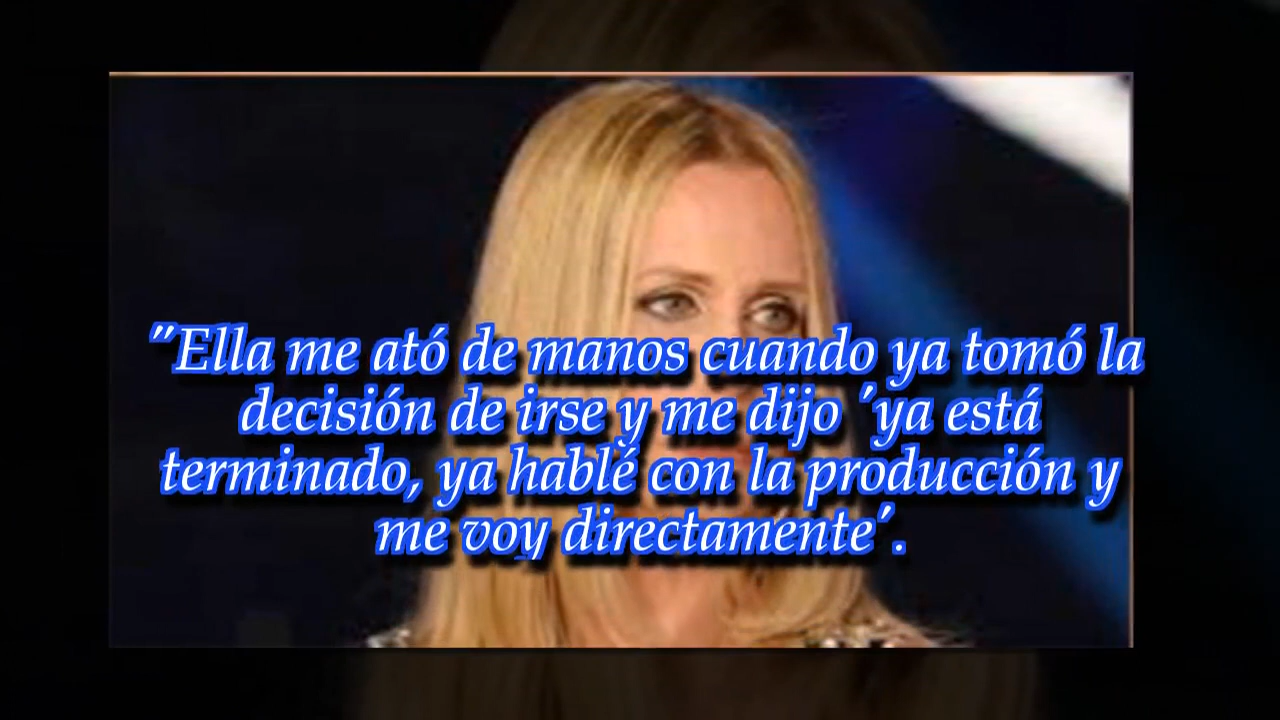 "Ella me ató de manos cuando ya tomó la
decisión de irse y me dijo 'ya está
terminado, ya hablé con la producción y
me voy directamente'.